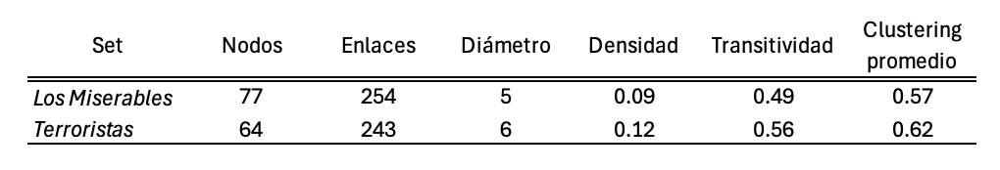 Set Nodos Enlaces Diámetro Densidad Transitividad Clustering promedio
Los Miserables 77 254 5 0.09 0.49 0.57
Terroristas 64 243 6 0.12 0.56 0.62